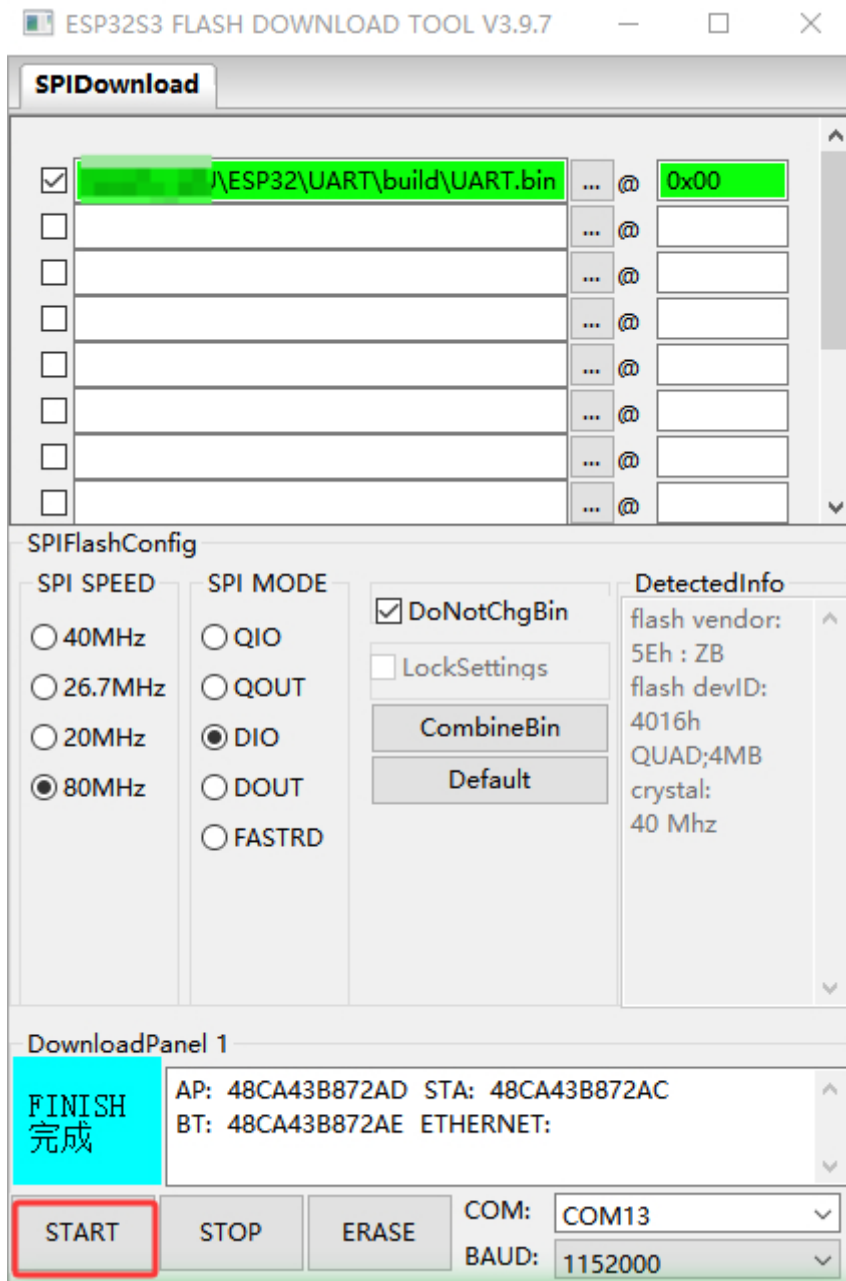 ESP32S3 FLASH DOWNLOAD TOOL V3.9.7
SPIDownload
\ESP32\UART\build\UART.bin ... @ 0x00
... @
... @
... @
... @
... @
... @
... @
SPIFlashConfig
SPI SPEED
40MHz
26.7MHz
20MHz
80MHz
SPI MODE
QIO
QOUT
DIO
DOUT
FASTRD
DoNotChgBin
LockSettings
CombineBin
Default
DetectedInfo
flash vendor:
5Eh : ZB
flash devID:
4016h
QUAD;4MB
crystal:
40 Mhz
DownloadPanel 1
FINISH
完成
AP: 48CA43B872AD STA: 48CA43B872AC
BT: 48CA43B872AE ETHERNET:
START
STOP
ERASE
COM: COM13
BAUD: 1152000